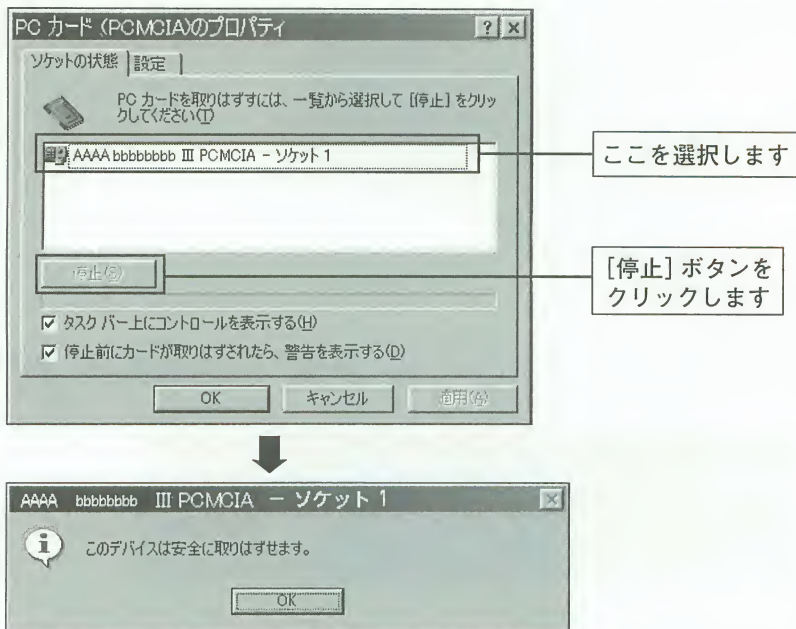 PC カード (PCMCIA)のプロパティ
ソケットの状態
設定
PC カードを取りはずすには、一覧から選択して [停止] をクリッ
クしてください(T)
AAAA bbbbbbbb III PCMCIA - ソケット 1
ここを選択します
停止(S)
[停止] ボタンを
クリックします
タスク バー上にコントロールを表示する(H)
停止前にカードが取りはずされたら、警告を表示する(D)
OK
キャンセル
適用(A)
AAAA bbbbbbbb III PCMCIA - ソケット 1
このデバイスは安全に取りはずせます。
OK